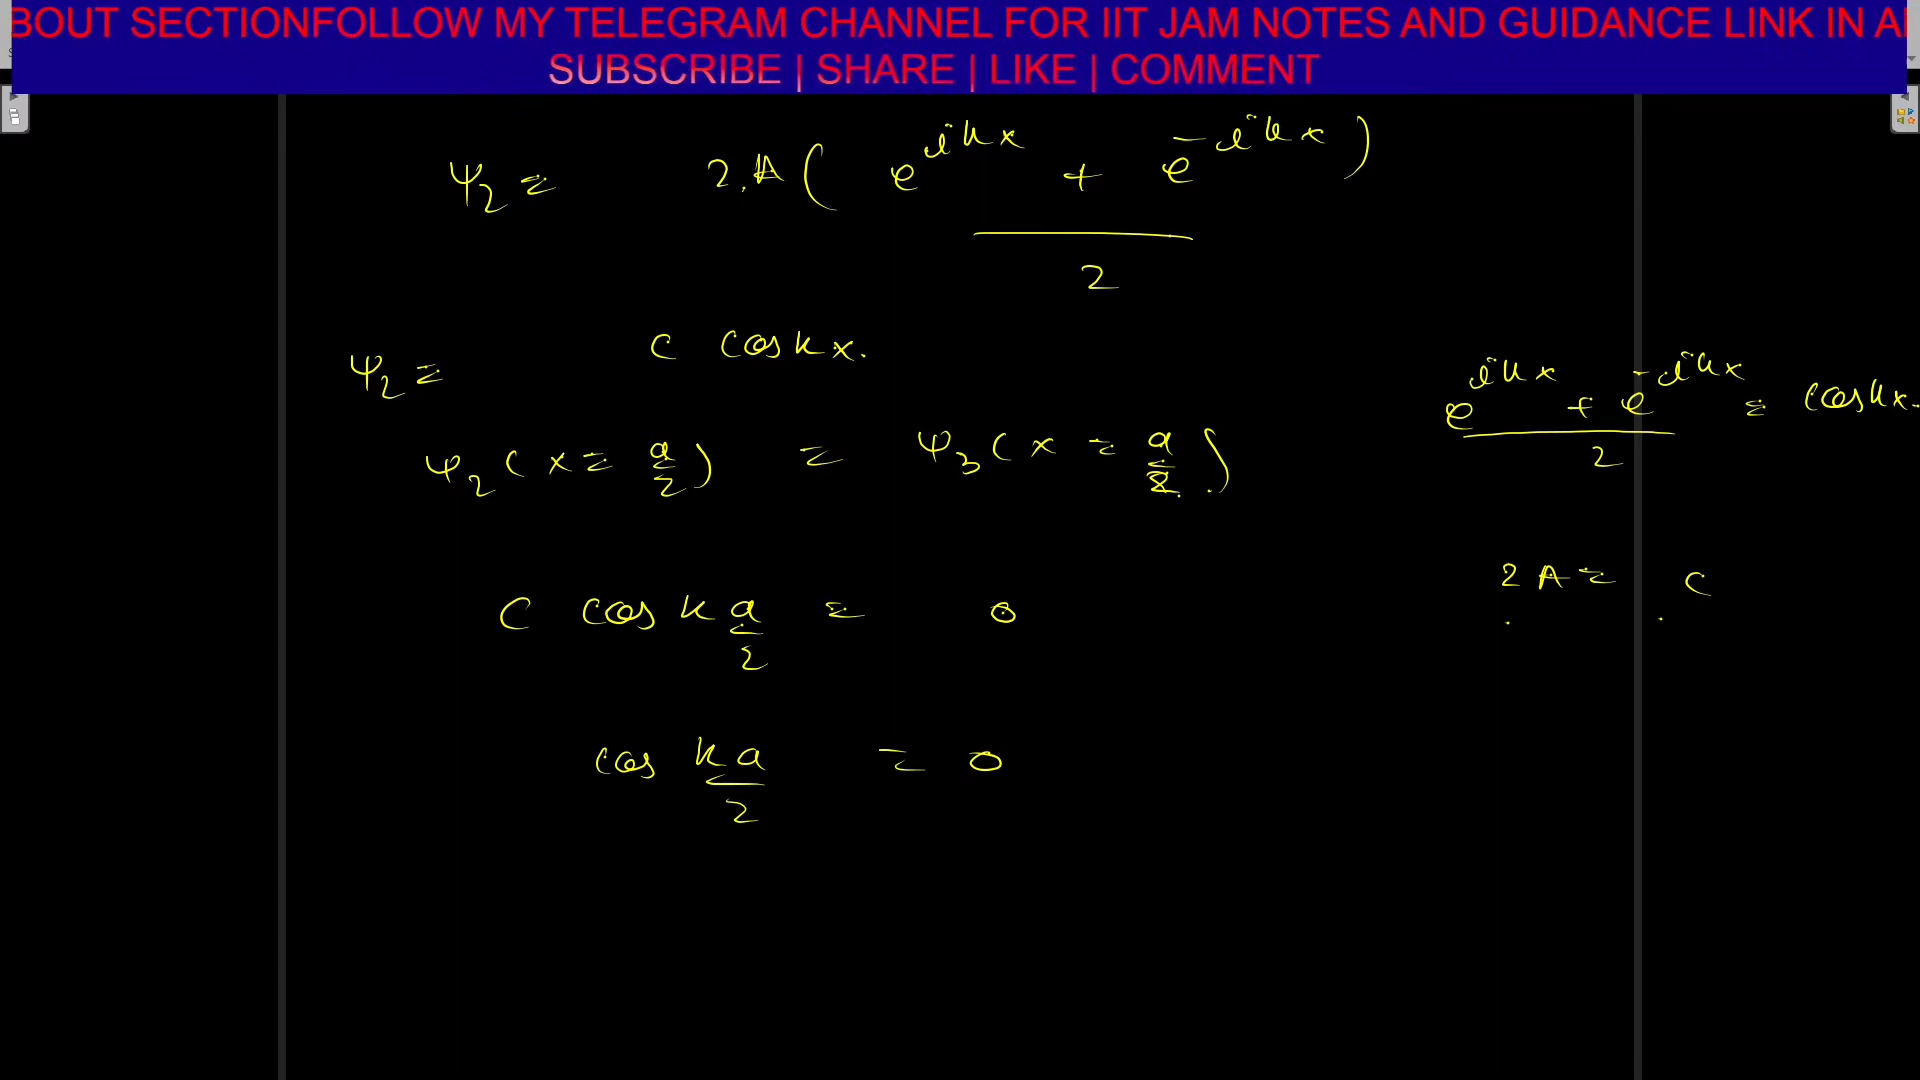 BOUT SECTIONFOLLOW MY TELEGRAM CHANNEL FOR IIT JAM NOTES AND GUIDANCE LINK IN A
SUBSCRIBE | SHARE | LIKE | COMMENT
ψ₂ = 2.A( (e^{ikx} + e^{-ikx}) / 2 )
ψ₂ = C cos kx.
(e^{ikx} + e^{-ikx}) / 2 = cos kx.
ψ₂(x = a/2) = ψ₃(x = a/2)
2A = C
C cos k a/2 = 0
cos ka/2 = 0